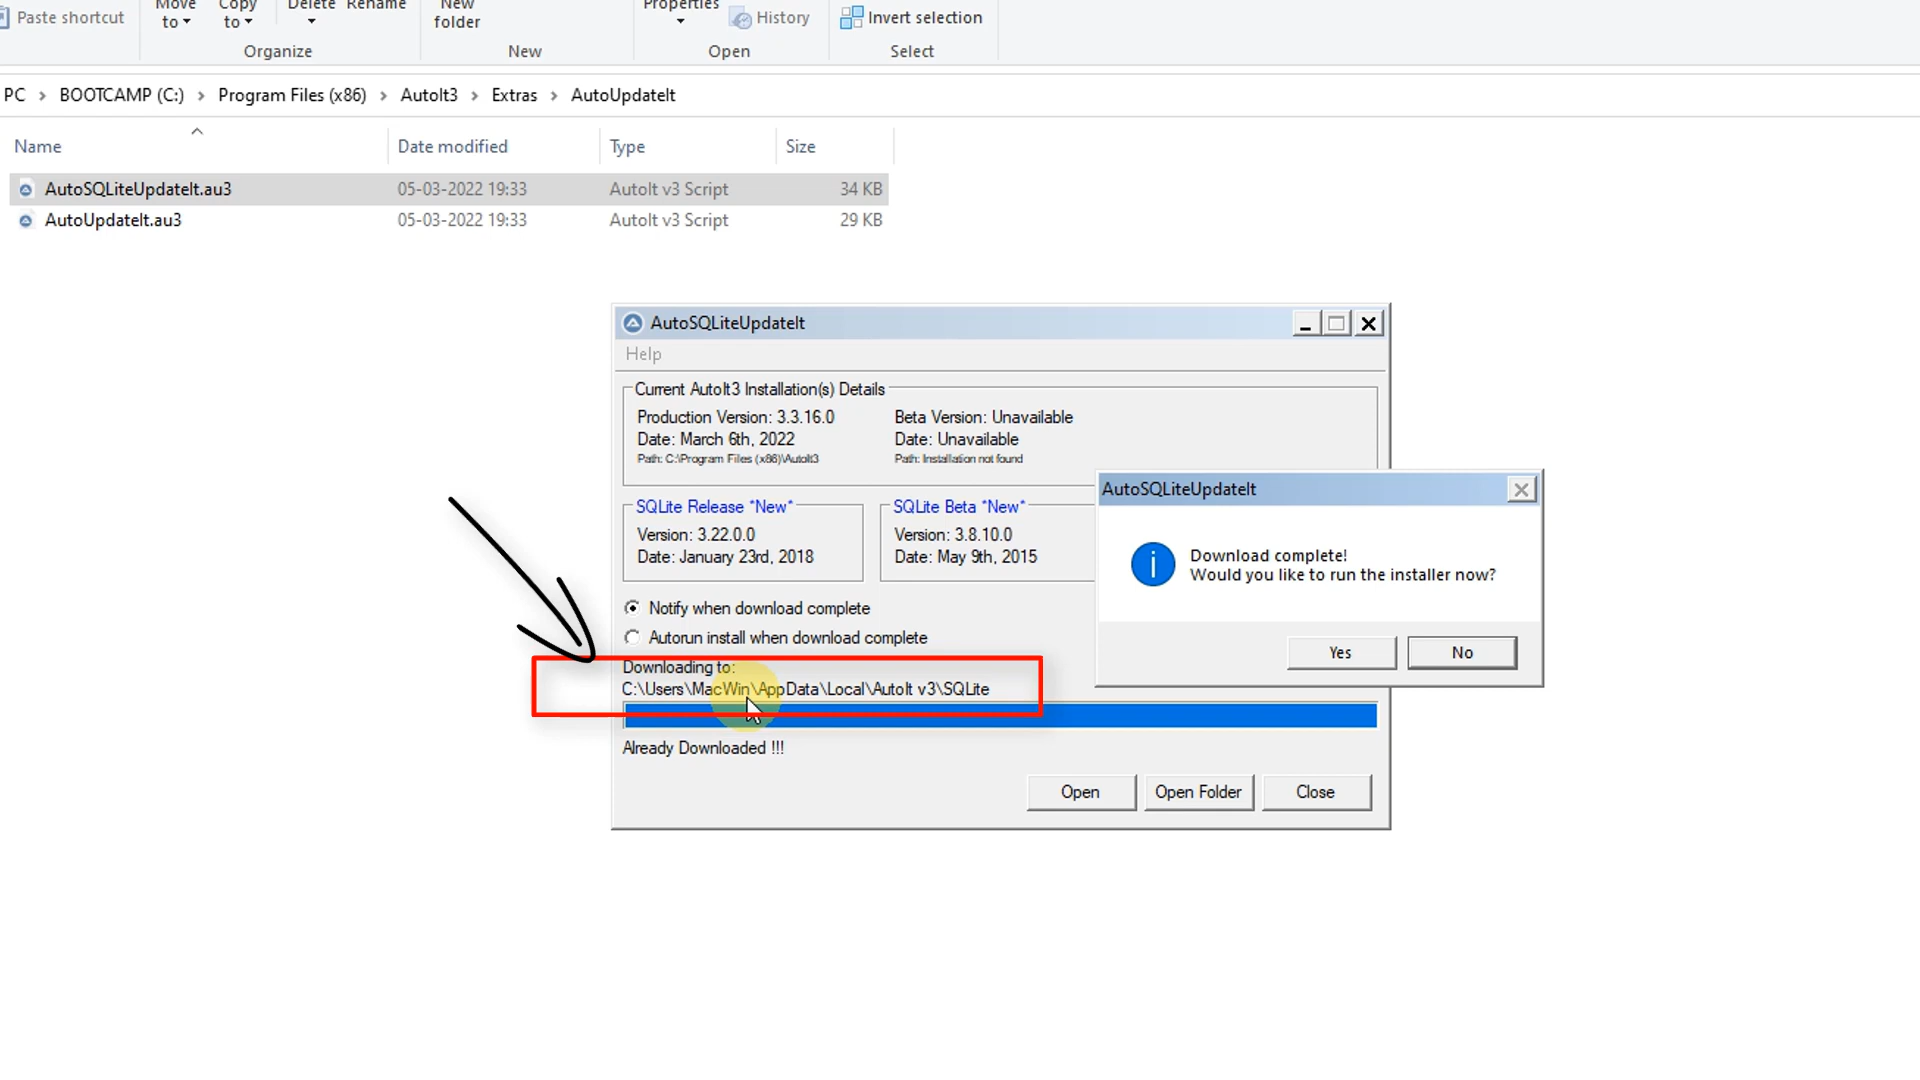 Paste shortcut
Move
to
Copy
to
Delete
Rename
New
folder
Properties
History
Invert selection
Organize
New
Open
Select
PC > BOOTCAMP (C:) > Program Files (x86) > AutoIt3 > Extras > AutoUpdateIt
Name
Date modified
Type
Size
AutoSQLiteUpdateIt.au3 05-03-2022 19:33 AutoIt v3 Script 34 KB
AutoUpdateIt.au3 05-03-2022 19:33 AutoIt v3 Script 29 KB
AutoSQLiteUpdateIt
Help
Current AutoIt3 Installation(s) Details
Production Version: 3.3.16.0
Date: March 6th, 2022
Path: C:\Program Files (x86)\AutoIt3
Beta Version: Unavailable
Date: Unavailable
Path: Installation not found
SQLite Release *New*
Version: 3.22.0.0
Date: January 23rd, 2018
SQLite Beta *New*
Version: 3.8.10.0
Date: May 9th, 2015
Notify when download complete
Autorun install when download complete
Downloading to:
C:\Users\MacWin\AppData\Local\AutoIt v3\SQLite
Already Downloaded !!!
Open
Open Folder
Close
AutoSQLiteUpdateIt
Download complete!
Would you like to run the installer now?
Yes
No